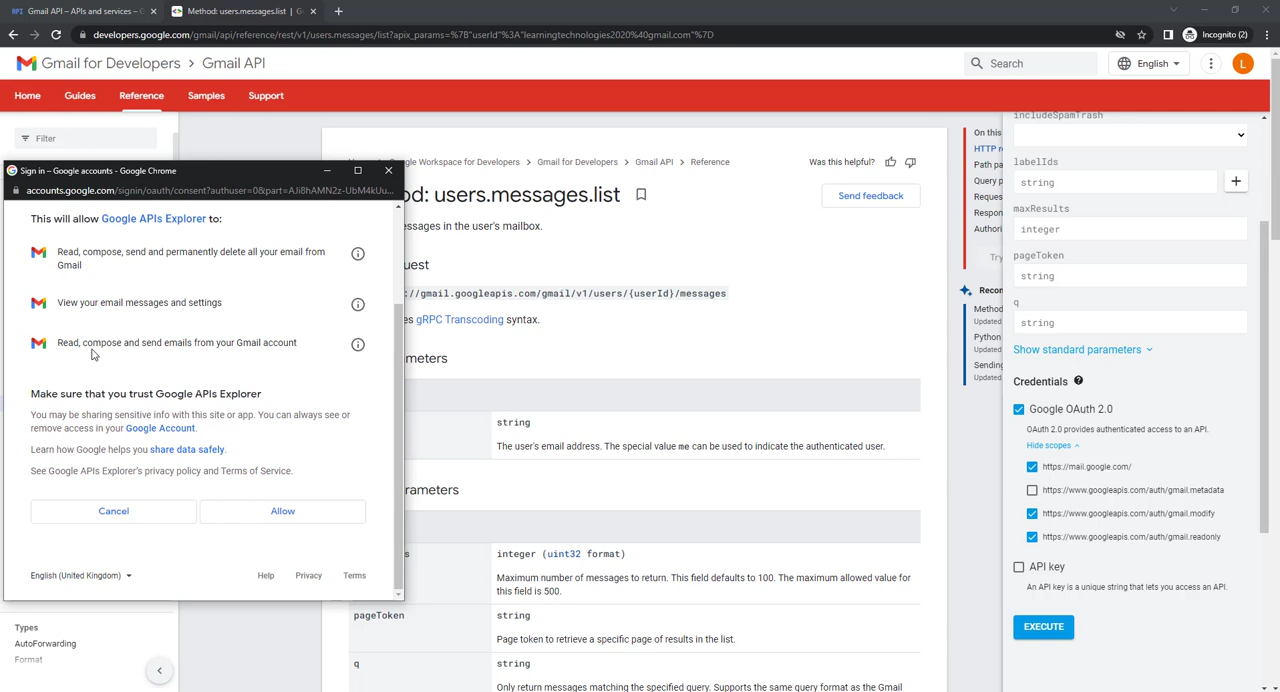 Gmail API – APIs and services – G
Method: users.messages.list | G
developers.google.com/gmail/api/reference/rest/v1/users.messages/list?apix_params=%7B"userId"%3A"learningtechnologies2020%40gmail.com"%7D
Incognito (2)
Gmail for Developers > Gmail API
Search
English
L
Home
Guides
Reference
Samples
Support
Filter
Sign in – Google accounts - Google Chrome
accounts.google.com/signin/oauth/consent?authuser=0&part=AJi8hAMN2z-UbM4kUu...
This will allow Google APIs Explorer to:
Read, compose, send and permanently delete all your email from
Gmail
View your email messages and settings
Read, compose and send emails from your Gmail account
Make sure that you trust Google APIs Explorer
You may be sharing sensitive info with this site or app. You can always see or
remove access in your Google Account.
Learn how Google helps you share data safely.
See Google APIs Explorer's privacy policy and Terms of Service.
Cancel
Allow
English (United Kingdom)
Help
Privacy
Terms
Types
AutoForwarding
Format
Google Workspace for Developers > Gmail for Developers > Gmail API > Reference
Was this helpful?
od: users.messages.list
Send feedback
essages in the user's mailbox.
quest
://gmail.googleapis.com/gmail/v1/users/{userId}/messages
es gRPC Transcoding syntax.
ameters
string
The user's email address. The special value me can be used to indicate the authenticated user.
arameters
s
integer (uint32 format)
Maximum number of messages to return. This field defaults to 100. The maximum allowed value for
this field is 500.
pageToken
string
Page token to retrieve a specific page of results in the list.
q
string
Only return messages matching the specified query. Supports the same query format as the Gmail
On this
HTTP re
Path pa
Query p
Reques
Respon
Authori
Try
Recon
Method
Updated
Python
Updated
Sending
Updated
includeSpamTrash
labelIds
string
maxResults
integer
pageToken
string
q
string
Show standard parameters
Credentials
Google OAuth 2.0
OAuth 2.0 provides authenticated access to an API.
Hide scopes
https://mail.google.com/
https://www.googleapis.com/auth/gmail.metadata
https://www.googleapis.com/auth/gmail.modify
https://www.googleapis.com/auth/gmail.readonly
API key
An API key is a unique string that lets you access an API.
EXECUTE